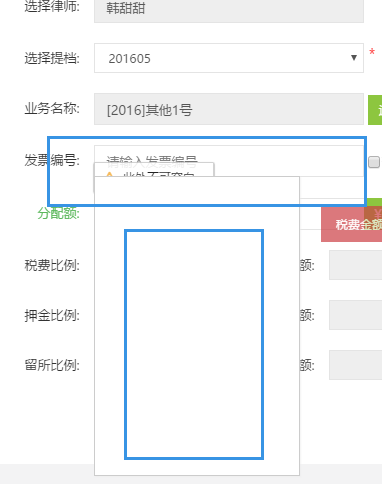 选择律师: 韩甜甜
选择提档: 201605 *
业务名称: [2016]其他1号
发票编号: 请输入发票编号
此处不可空白
分配额:
税费金额
税费比例: 额:
押金比例: 额:
留所比例: 额: